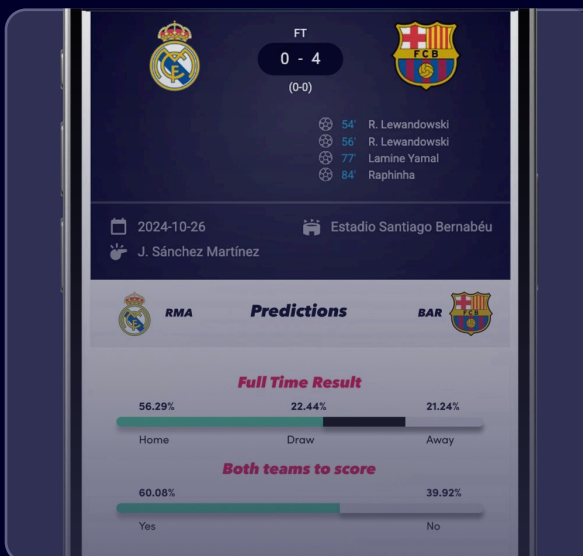 FT
0 - 4
(0-0)
FCB
54' R. Lewandowski
56' R. Lewandowski
77' Lamine Yamal
84' Raphinha
2024-10-26 Estadio Santiago Bernabéu
J. Sánchez Martínez
RMA Predictions BAR FCB
Full Time Result
56.29% 22.44% 21.24%
Home Draw Away
Both teams to score
60.08% 39.92%
Yes No